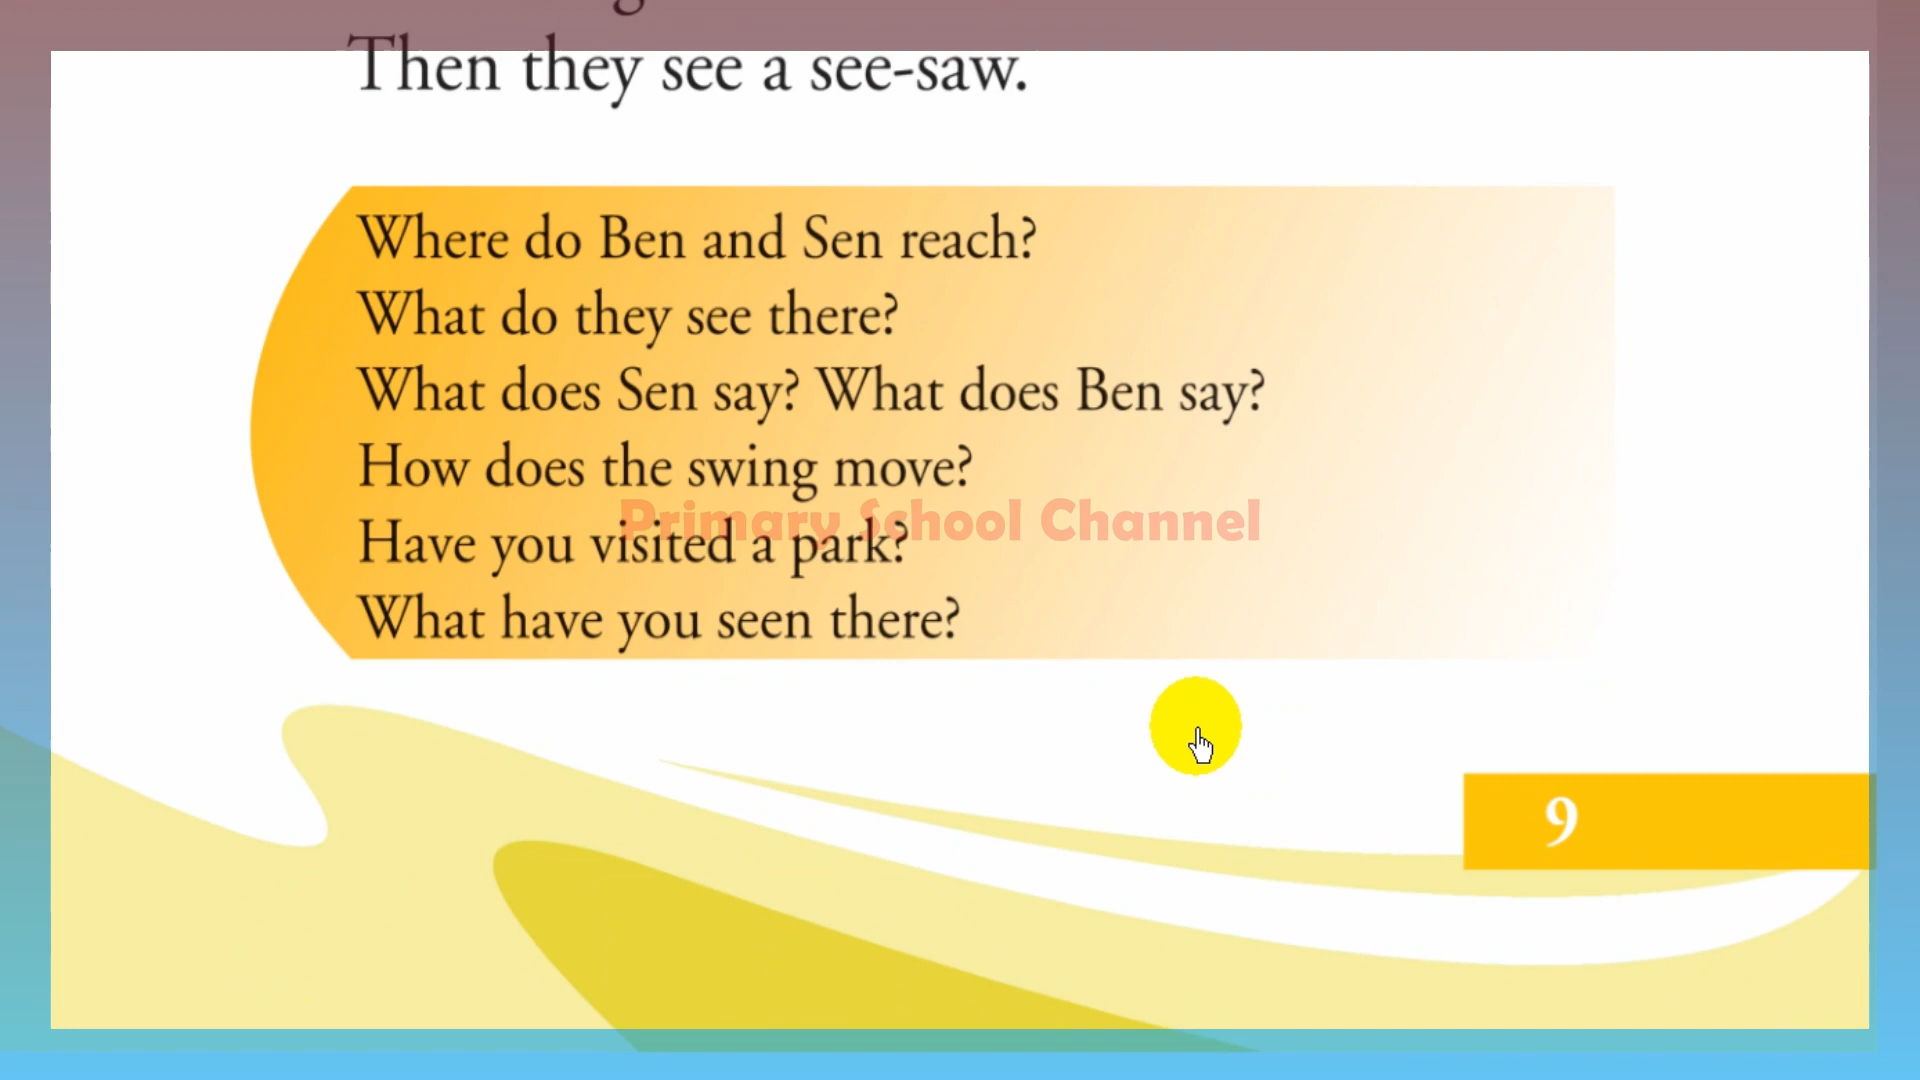 Then they see a see-saw.
Where do Ben and Sen reach?
What do they see there?
What does Sen say? What does Ben say?
How does the swing move?
Primary School Channel
Have you visited a park?
What have you seen there?
9